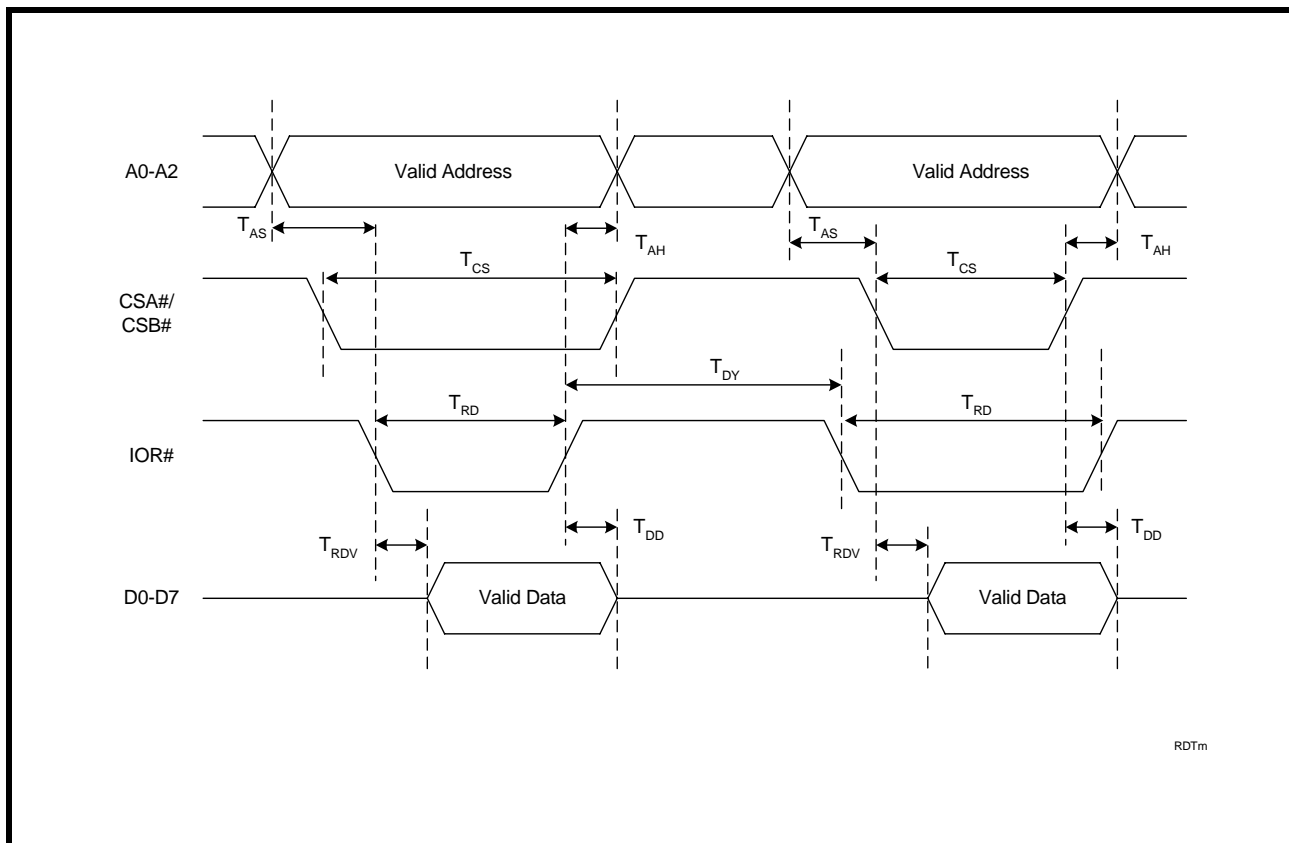 A0-A2
Valid Address
Valid Address
TAS
TAH
TAS
TAH
TCS
TCS
CSA#/
CSB#
TDY
TRD
TRD
IOR#
TRDV
TDD
TRDV
TDD
D0-D7
Valid Data
Valid Data
RDTm